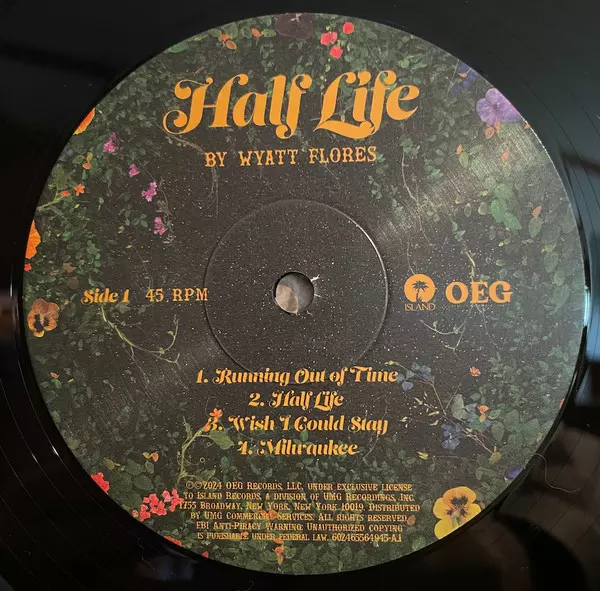 Half Life
BY WYATT FLORES
Side 1 45 RPM
ISLAND OEG
1. Running Out of Time
2. Half Life
3. Wish I Could Stay
4. Milwaukee
℗©2024 OEG RECORDS, LLC, UNDER EXCLUSIVE LICENSE
TO ISLAND RECORDS, A DIVISION OF UMG RECORDINGS, INC.
1755 BROADWAY, NEW YORK, NEW YORK 10019. DISTRIBUTED
BY UMG COMMERCIAL SERVICES. ALL RIGHTS RESERVED.
FBI ANTI-PIRACY WARNING: UNAUTHORIZED COPYING
IS PUNISHABLE UNDER FEDERAL LAW. 602465564945-A.1